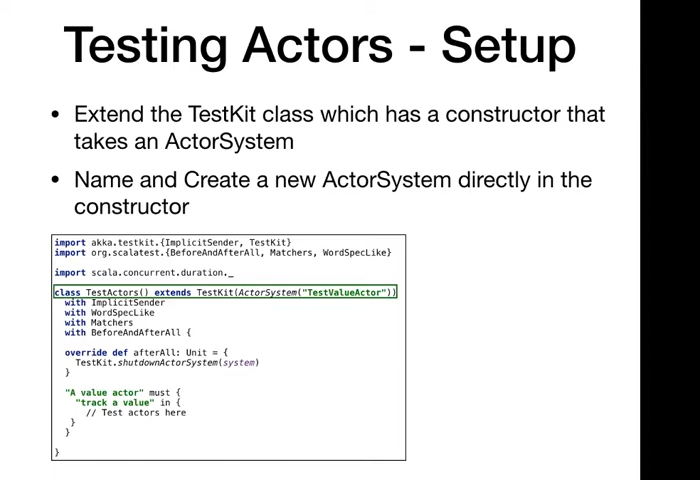 Testing Actors - Setup
• Extend the TestKit class which has a constructor that
takes an ActorSystem
• Name and Create a new ActorSystem directly in the
constructor
import akka.testkit.{ImplicitSender, TestKit}
import org.scalatest.{BeforeAndAfterAll, Matchers, WordSpecLike}
import scala.concurrent.duration._
class TestActors() extends TestKit(ActorSystem("TestValueActor"))
with ImplicitSender
with WordSpecLike
with Matchers
with BeforeAndAfterAll {
override def afterAll: Unit = {
TestKit.shutdownActorSystem(system)
}
"A value actor" must {
"track a value" in {
// Test actors here
}
}
}